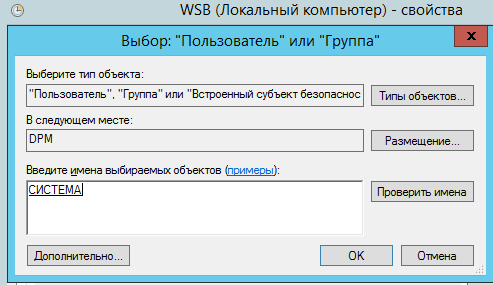 WSB (Локальный компьютер) - свойства
Выбор: "Пользователь" или "Группа"
x
Выберите тип объекта:
"Пользователь", "Группа" или "Встроенный субъект безопаснос
Типы объектов...
В следующем месте:
DPM
Размещение...
Введите имена выбираемых объектов (примеры):
СИСТЕМА
Проверить имена
Дополнительно...
OK
Отмена